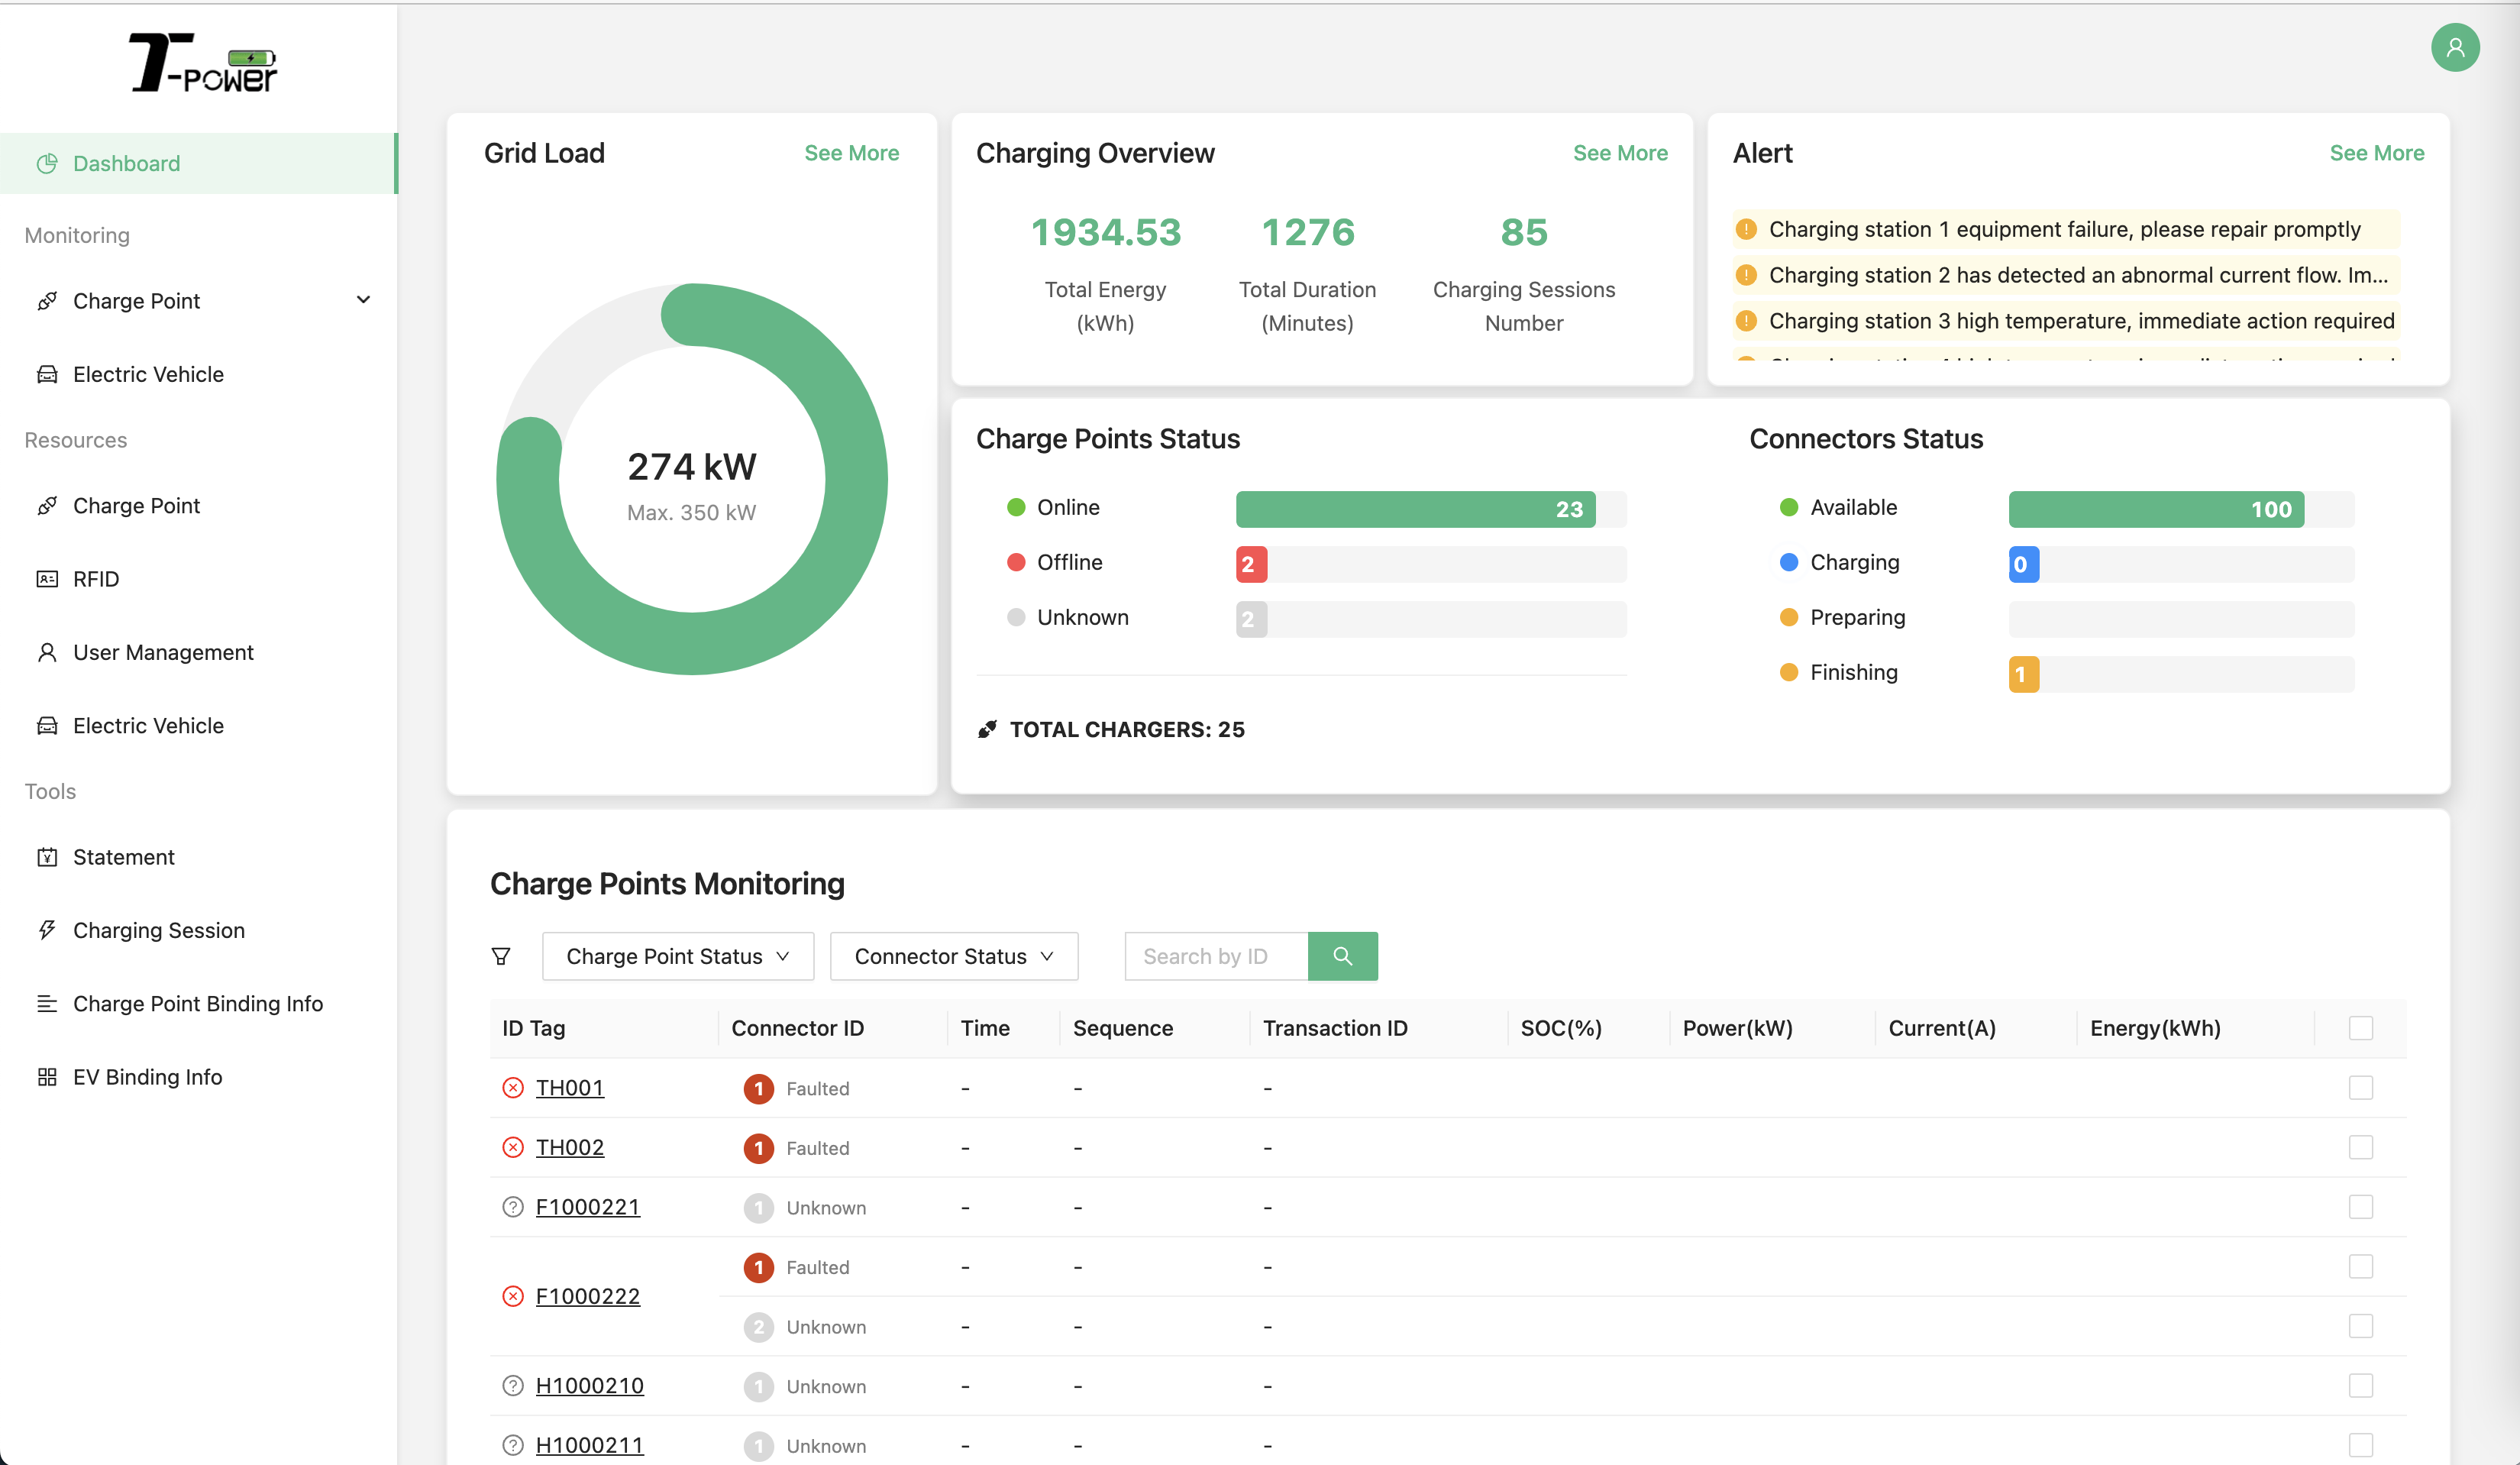 T-POWER
Dashboard
Monitoring
Charge Point
Electric Vehicle
Resources
Charge Point
RFID
User Management
Electric Vehicle
Tools
Statement
Charging Session
Charge Point Binding Info
EV Binding Info
Grid Load
See More
274 kW
Max. 350 kW
Charging Overview
See More
1934.53
Total Energy
(kWh)
1276
Total Duration
(Minutes)
85
Charging Sessions
Number
Alert
See More
Charging station 1 equipment failure, please repair promptly
Charging station 2 has detected an abnormal current flow. Im...
Charging station 3 high temperature, immediate action required
Charge Points Status
Online 23
Offline 2
Unknown 2
TOTAL CHARGERS: 25
Connectors Status
Available 100
Charging 0
Preparing
Finishing 1
Charge Points Monitoring
Charge Point Status
Connector Status
Search by ID
ID Tag Connector ID Time Sequence Transaction ID SOC(%) Power(kW) Current(A) Energy(kWh)
TH001 1 Faulted - - -
TH002 1 Faulted - - -
F1000221 1 Unknown - - -
F1000222 1 Faulted - - -
2 Unknown - - -
H1000210 1 Unknown - - -
H1000211 1 Unknown - - -